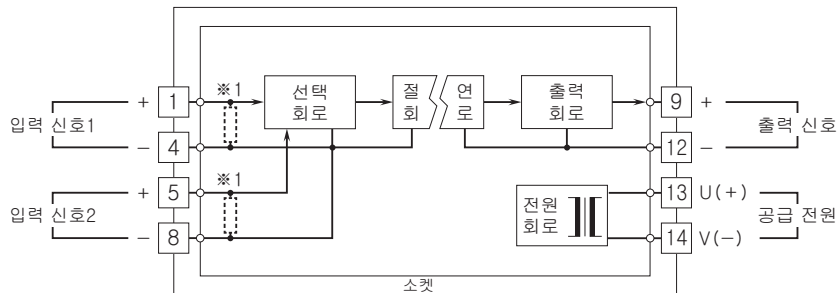 ※1
선택
회로
절
회
연
로
출력
회로
+ 1
9 +
입력 신호1
출력 신호
− 4
12 −
※1
+ 5
13 U(+)
입력 신호2
전원
회로
공급 전원
− 8
14 V(−)
소켓